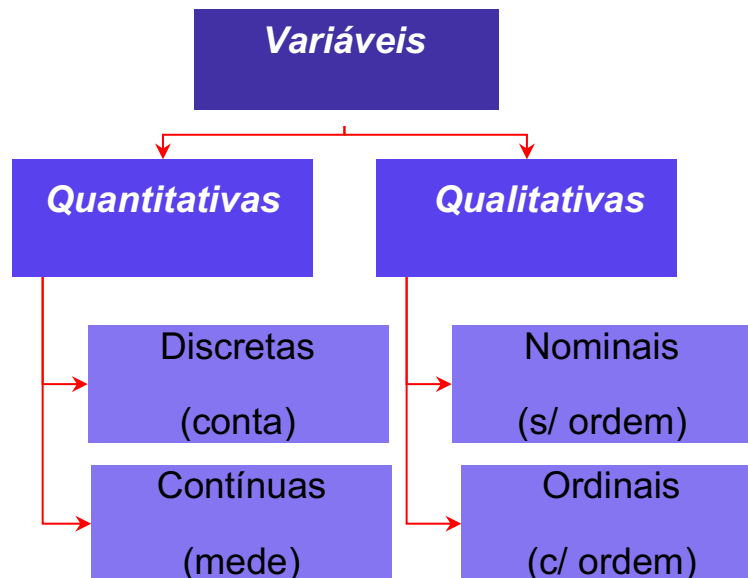 Variáveis
Quantitativas
Qualitativas
Discretas
(conta)
Nominais
(s/ ordem)
Contínuas
(mede)
Ordinais
(c/ ordem)